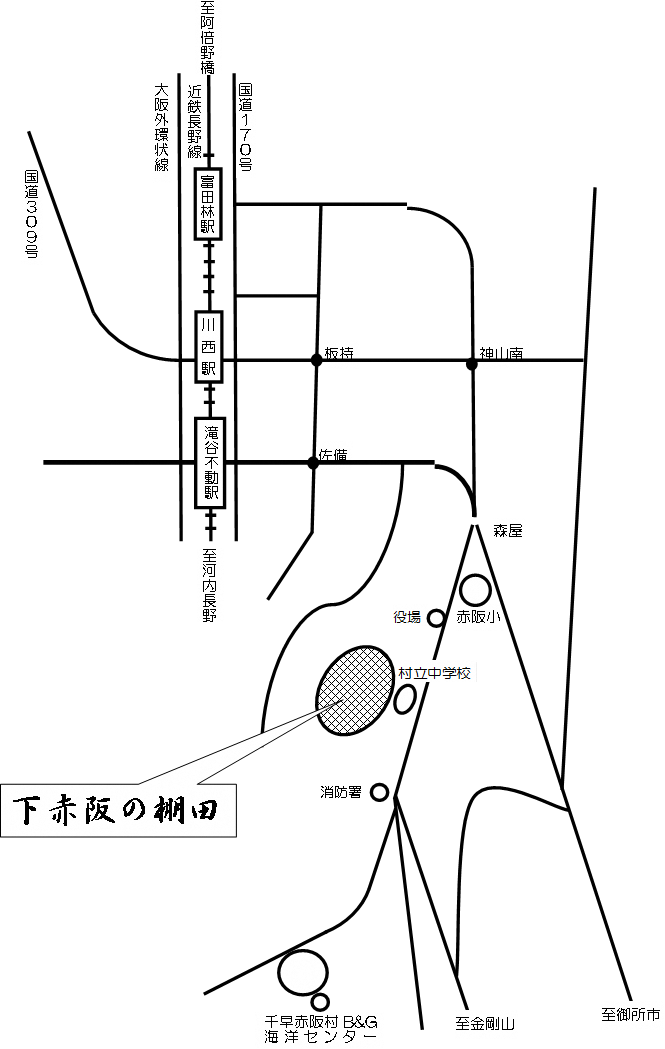 至阿倍野橋
大阪外環状線
近鉄長野線
国道170号
国道309号
富田林駅
川西駅
板持
神山南
滝谷不動駅
佐備
森屋
至河内長野
役場
赤阪小
村立中学校
下赤阪の棚田
消防署
千早赤阪村B&G
海洋センター
至金剛山
至御所市